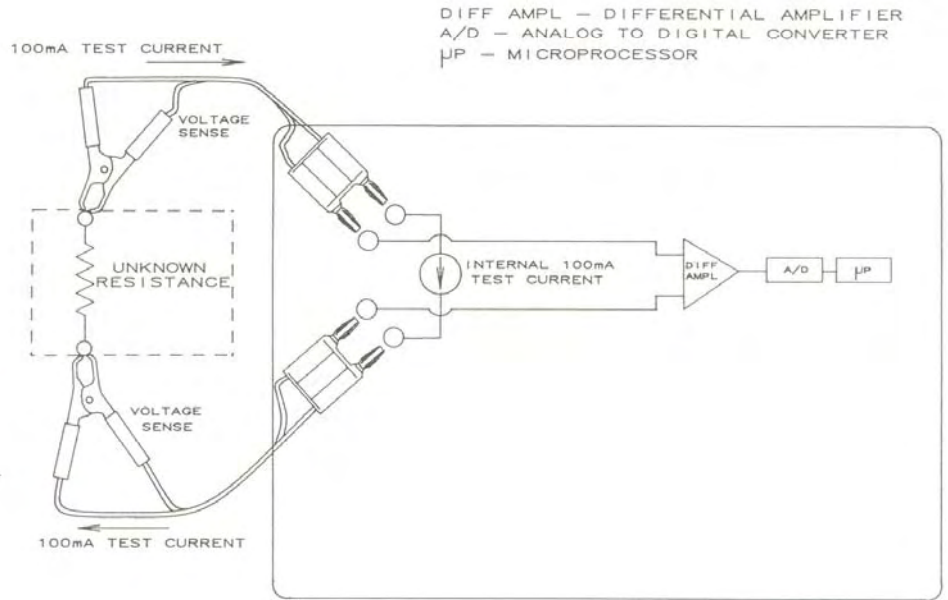 DIFF AMPL – DIFFERENTIAL AMPLIFIER
A/D – ANALOG TO DIGITAL CONVERTER
µP – MICROPROCESSOR
100mA TEST CURRENT
VOLTAGE
SENSE
UNKNOWN
RESISTANCE
INTERNAL 100mA
TEST CURRENT
DIFF
AMPL
A/D
µP
VOLTAGE
SENSE
100mA TEST CURRENT